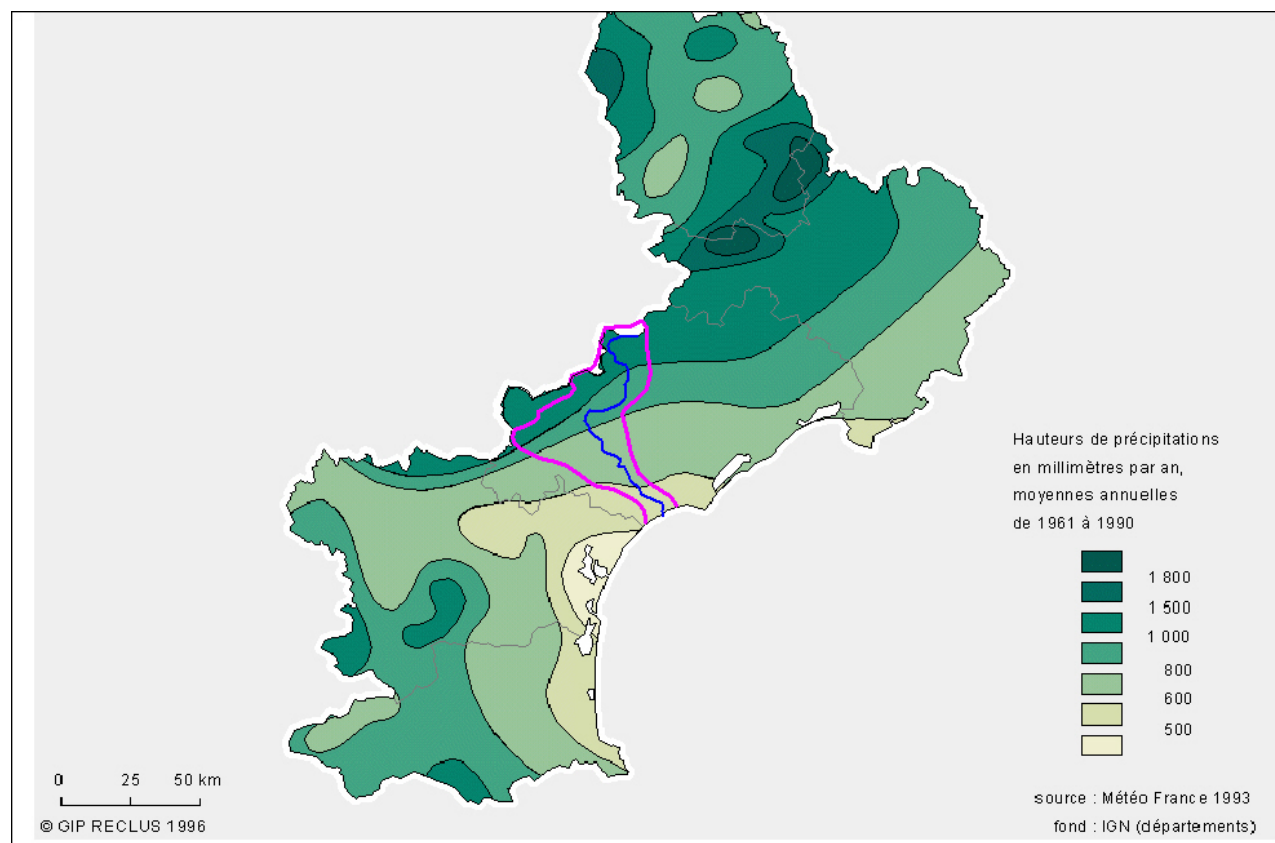 Hauteurs de précipitations
en millimètres par an,
moyennes annuelles
de 1961 à 1990
1 800
1 500
1 000
800
600
500
0 25 50 km
© GIP RECLUS 1996
source : Météo France 1993
fond : IGN (départements)